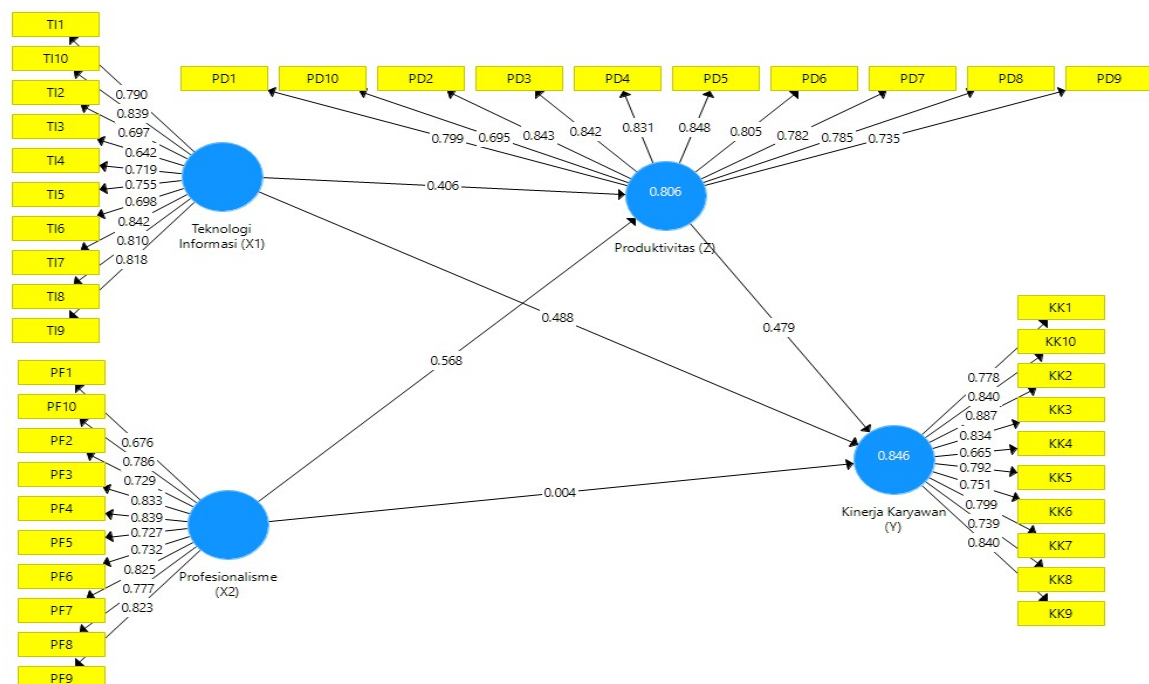 TI1
TI10
TI2
TI3
TI4
TI5
TI6
TI7
TI8
TI9
0.790
0.839
0.697
0.642
0.719
0.755
0.698
0.842
0.810
0.818
Teknologi
Informasi (X1)
PD1
PD10
PD2
PD3
PD4
PD5
PD6
PD7
PD8
PD9
0.799
0.695
0.843
0.842
0.831
0.848
0.805
0.782
0.785
0.735
0.406
0.806
Produktivitas (Z)
0.488
0.568
0.479
PF1
PF10
PF2
PF3
PF4
PF5
PF6
PF7
PF8
PF9
0.676
0.786
0.729
0.833
0.839
0.727
0.732
0.825
0.777
0.823
Profesionalisme
(X2)
0.004
0.846
Kinerja Karyawan
(Y)
0.778
0.840
0.887
0.834
0.665
0.792
0.751
0.799
0.739
0.840
KK1
KK10
KK2
KK3
KK4
KK5
KK6
KK7
KK8
KK9